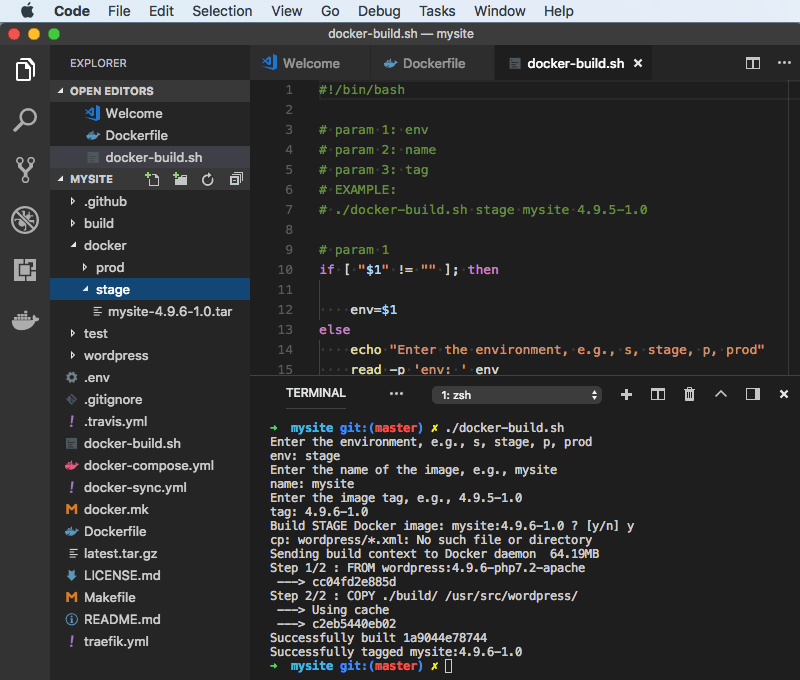 Code File Edit Selection View Go Debug Tasks Window Help
docker-build.sh — mysite
EXPLORER
OPEN EDITORS
Welcome
Dockerfile
docker-build.sh
MYSITE
.github
build
docker
prod
stage
mysite-4.9.6-1.0.tar
test
wordpress
.env
.gitignore
! .travis.yml
docker-build.sh
docker-compose.yml
! docker-sync.yml
M docker.mk
Dockerfile
latest.tar.gz
LICENSE.md
M Makefile
README.md
! traefik.yml
Welcome Dockerfile docker-build.sh ×
1 #!/bin/bash
2
3 # param 1: env
4 # param 2: name
5 # param 3: tag
6 # EXAMPLE:
7 # ./docker-build.sh stage mysite 4.9.5-1.0
8
9 # param 1
10 if [ "$1" != "" ]; then
11
12 env=$1
13 else
14 echo "Enter the environment, e.g., s, stage, p, prod"
15 read -p 'env: ' env
TERMINAL ··· 1: zsh
→ mysite git:(master) ✗ ./docker-build.sh
Enter the environment, e.g., s, stage, p, prod
env: stage
Enter the name of the image, e.g., mysite
name: mysite
Enter the image tag, e.g., 4.9.5-1.0
tag: 4.9.6-1.0
Build STAGE Docker image: mysite:4.9.6-1.0 ? [y/n] y
cp: wordpress/*.xml: No such file or directory
Sending build context to Docker daemon 64.19MB
Step 1/2 : FROM wordpress:4.9.6-php7.2-apache
---> cc04fd2e885d
Step 2/2 : COPY ./build/ /usr/src/wordpress/
---> Using cache
---> c2eb5440eb02
Successfully built 1a9044e78744
Successfully tagged mysite:4.9.6-1.0
→ mysite git:(master) ✗